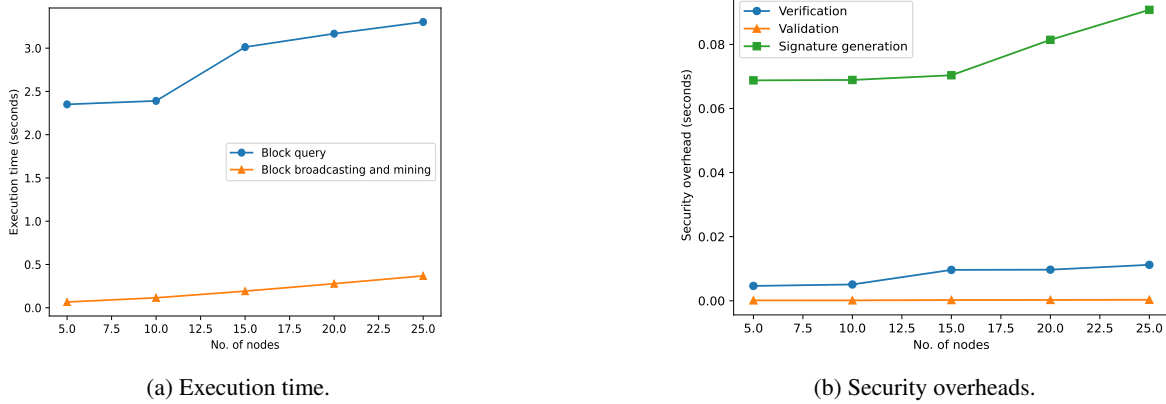 3.0
2.5
2.0
1.5
1.0
0.5
0.0
Execution time (seconds)
Block query
Block broadcasting and mining
5.0 7.5 10.0 12.5 15.0 17.5 20.0 22.5 25.0
No. of nodes
(a) Execution time.
0.08
0.06
0.04
0.02
0.00
Security overhead (seconds)
Verification
Validation
Signature generation
5.0 7.5 10.0 12.5 15.0 17.5 20.0 22.5 25.0
No. of nodes
(b) Security overheads.